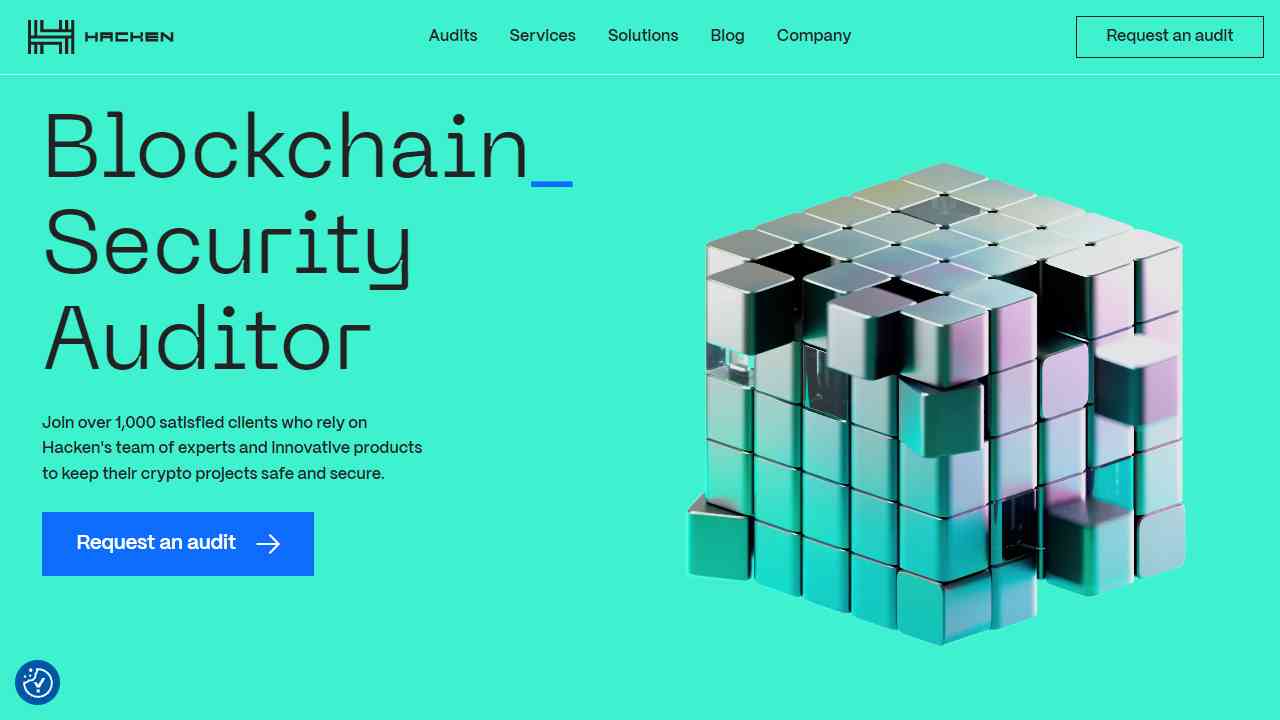 HACKEN
Audits
Services
Solutions
Blog
Company
Request an audit
Blockchain_
Security
Auditor
Join over 1,000 satisfied clients who rely on
Hacken's team of experts and innovative products
to keep their crypto projects safe and secure.
Request an audit